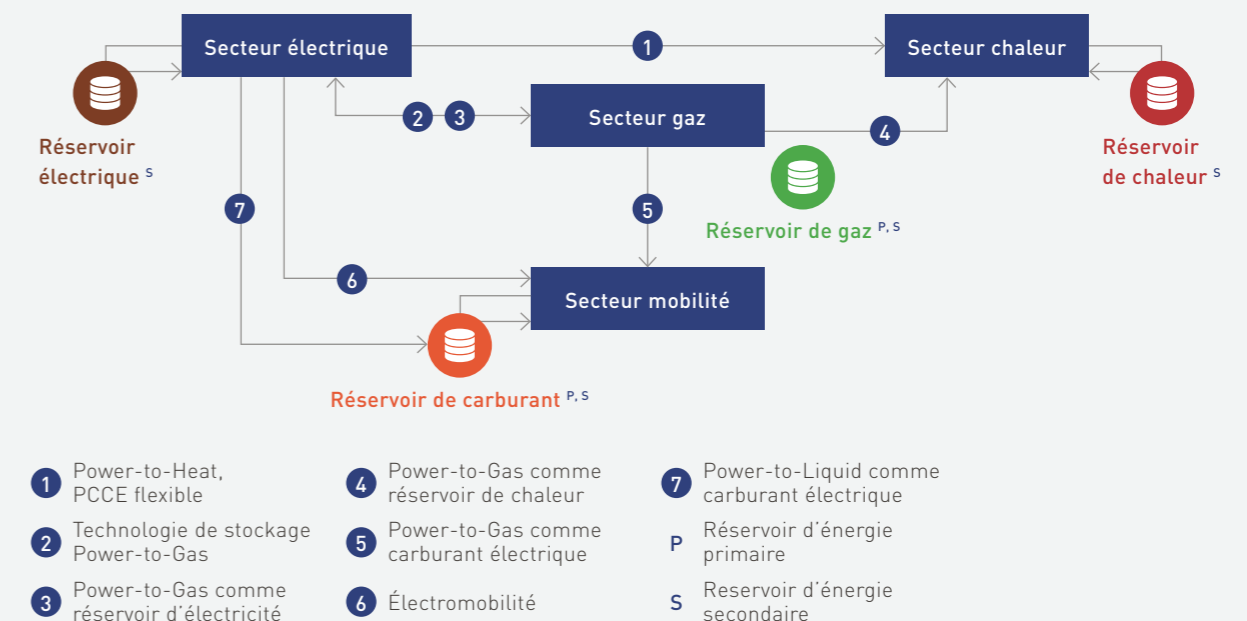 Secteur électrique
1
Secteur chaleur
2
3
Secteur gaz
4
Réservoir
électrique S
Réservoir
de chaleur S
7
5
Réservoir de gaz P, S
6
Secteur mobilité
Réservoir de carburant P, S
1 Power-to-Heat,
PCCE flexible
2 Technologie de stockage
Power-to-Gas
3 Power-to-Gas comme
réservoir d'électricité
4 Power-to-Gas comme
réservoir de chaleur
5 Power-to-Gas comme
carburant électrique
6 Électromobilité
7 Power-to-Liquid comme
carburant électrique
P Réservoir d'énergie
primaire
S Reservoir d'énergie
secondaire